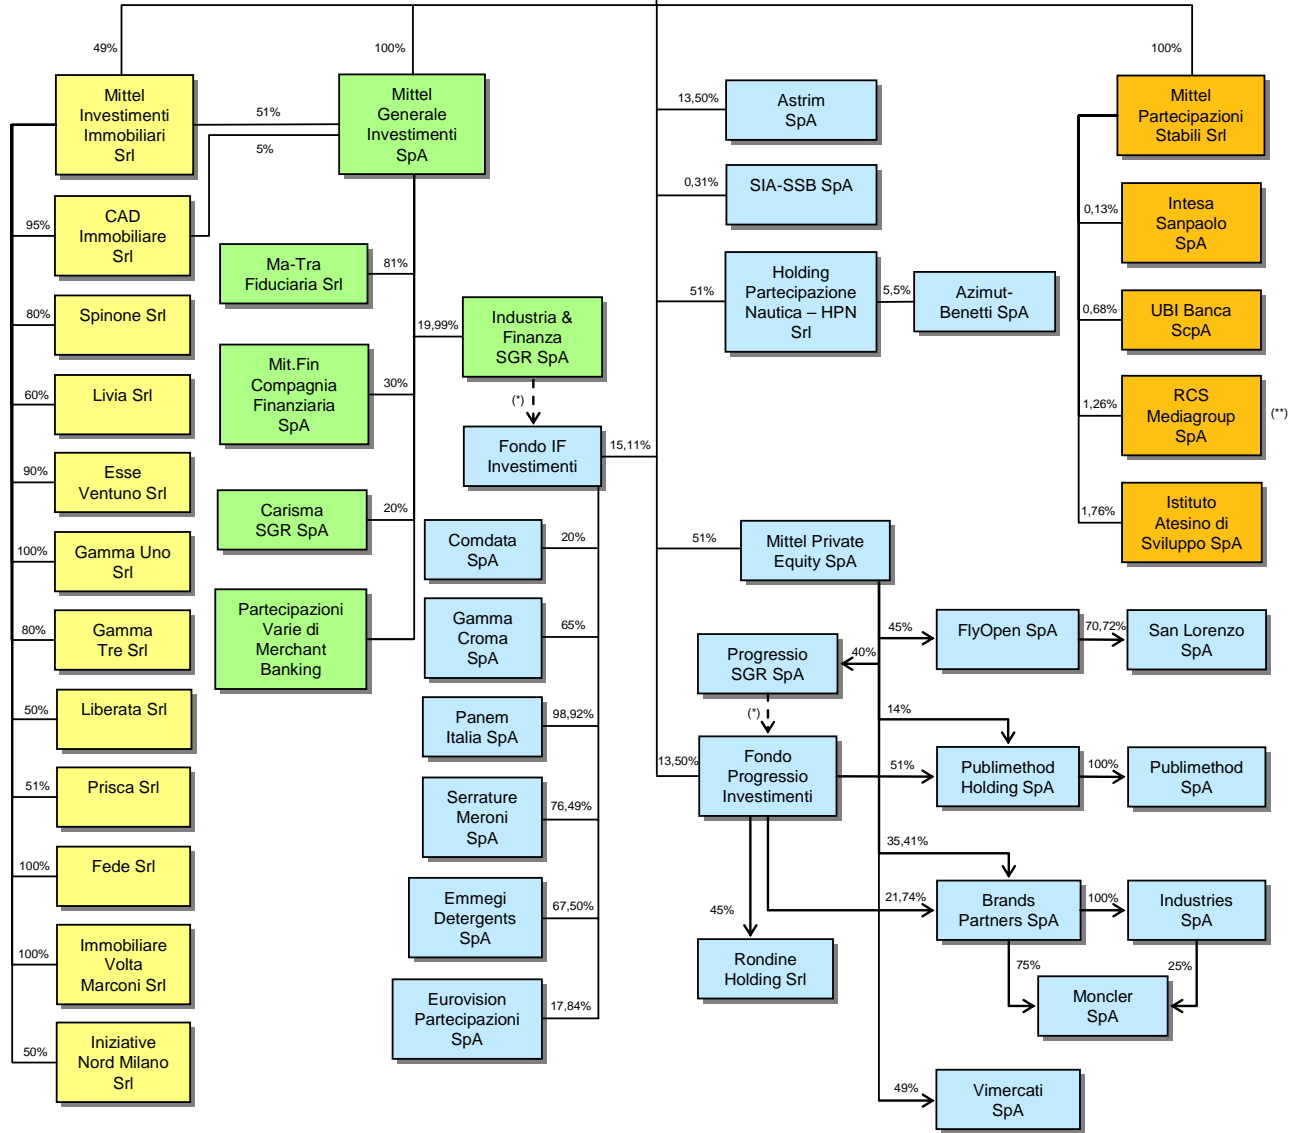 49%
100%
100%
Mittel
Investimenti
Immobiliari
Srl
51%
5%
Mittel
Generale
Investimenti
SpA
13,50%
Astrim
SpA
Mittel
Partecipazioni
Stabili Srl
0,31%
SIA-SSB SpA
95%
CAD
Immobiliare
Srl
0,13%
Intesa
Sanpaolo
SpA
Ma-Tra
Fiduciaria Srl
81%
51%
Holding
Partecipazione
Nautica – HPN
Srl
5,5%
Azimut-
Benetti SpA
80%
Spinone Srl
19,99%
Industria &
Finanza
SGR SpA
0,68%
UBI Banca
ScpA
Mit.Fin
Compagnia
Finanziaria
SpA
30%
(*)
60%
Livia Srl
1,26%
RCS
Mediagroup
SpA
(**)
Fondo IF
Investimenti
15,11%
90%
Esse
Ventuno Srl
Carisma
SGR SpA
20%
1,76%
Istituto
Atesino di
Sviluppo SpA
100%
Gamma Uno
Srl
Comdata
SpA
20%
51%
Mittel Private
Equity SpA
Partecipazioni
Varie di
Merchant
Banking
80%
Gamma
Tre Srl
Gamma
Croma
SpA
65%
45%
FlyOpen SpA
70,72%
San Lorenzo
SpA
Progressio
SGR SpA
40%
50%
Liberata Srl
Panem
Italia SpA
98,92%
(*)
14%
13,50%
Fondo
Progressio
Investimenti
51%
Publimethod
Holding SpA
100%
Publimethod
SpA
51%
Prisca Srl
Serrature
Meroni
SpA
76,49%
35,41%
100%
Fede Srl
Emmegi
Detergents
SpA
67,50%
45%
21,74%
Brands
Partners SpA
100%
Industries
SpA
100%
Immobiliare
Volta
Marconi Srl
Rondine
Holding Srl
75%
25%
Moncler
SpA
Eurovision
Partecipazioni
SpA
17,84%
50%
Iniziative
Nord Milano
Srl
49%
Vimercati
SpA